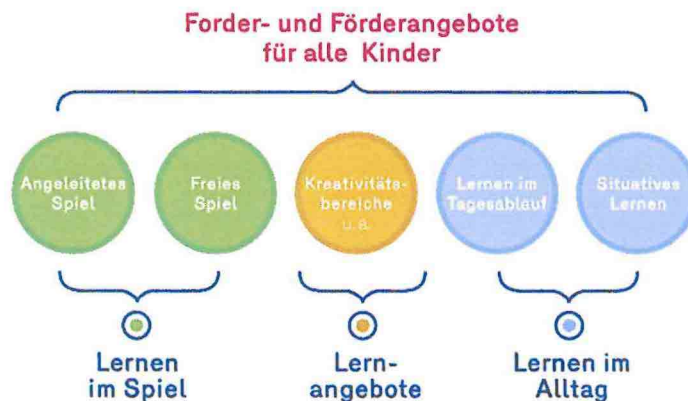 Forder- und Förderangebote
für alle Kinder
Angeleitetes
Spiel
Freies
Spiel
Kreativitäts-
bereiche
u. a.
Lernen im
Tagesablauf
Situatives
Lernen
Lernen
im Spiel
Lern-
angebote
Lernen im
Alltag